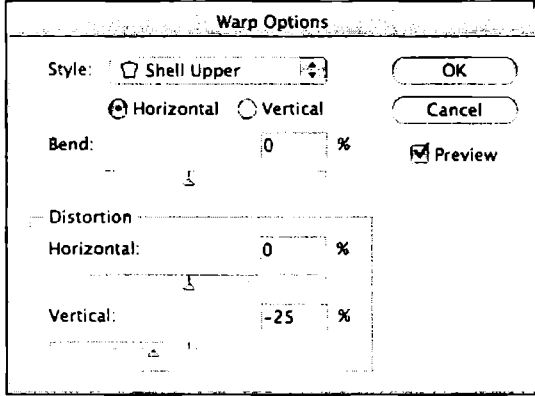 Warp Options
Style: Shell Upper OK
Horizontal Vertical Cancel
Bend: 0 % Preview
Distortion
Horizontal: 0 %
Vertical: -25 %